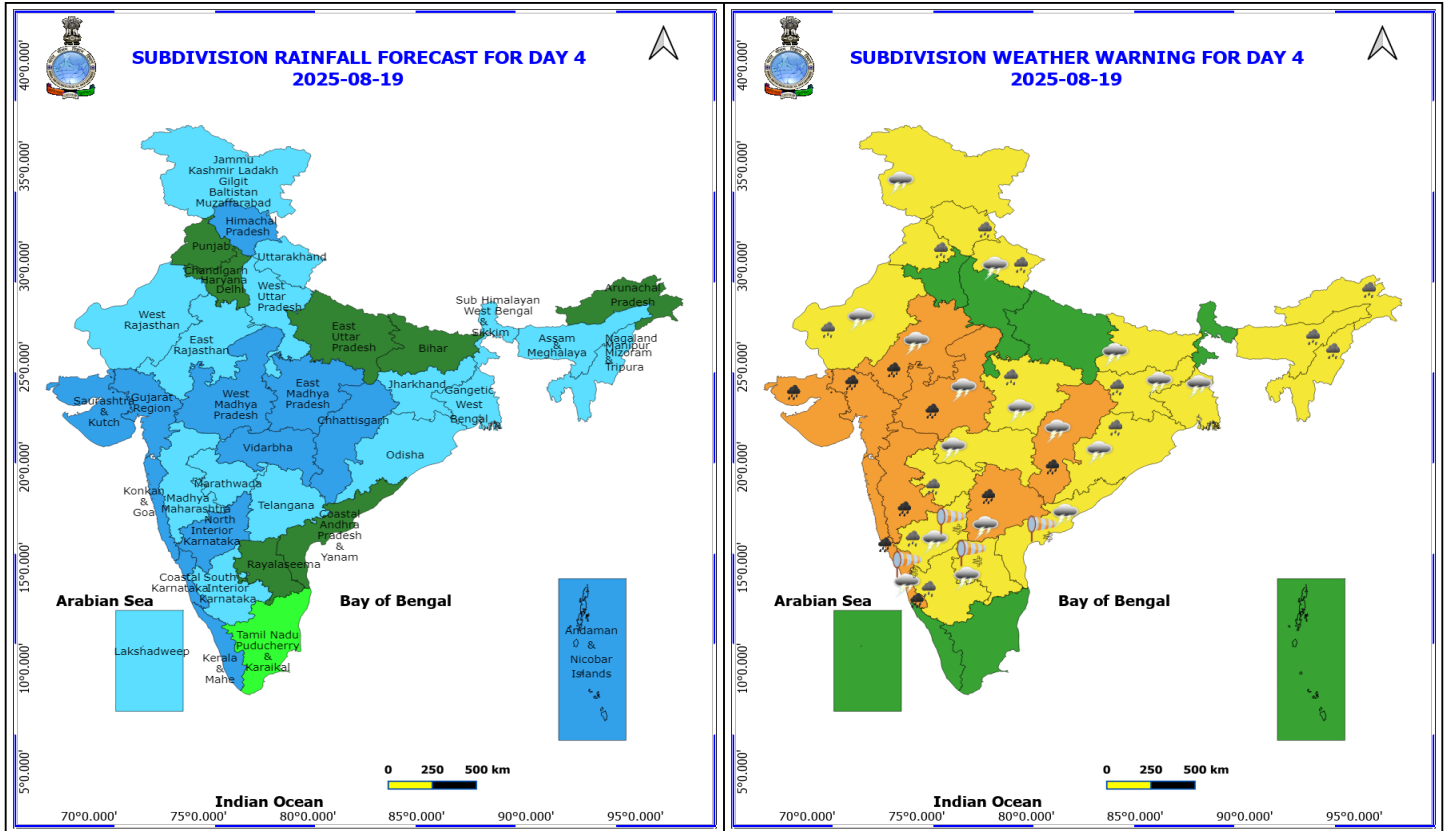 SUBDIVISION RAINFALL FORECAST FOR DAY 4
2025-08-19
40°0.000'
35°0.000'
30°0.000'
25°0.000'
20°0.000'
15°0.000'
10°0.000'
5°0.000'
Jammu
Kashmir Ladakh
Gilgit
Baltistan
Muzaffarabad
Himachal
Pradesh
Punjab
Uttarakhand
Chandigarh
Haryana
Delhi
West
Uttar
Pradesh
West
Rajasthan
East
Rajasthan
East
Uttar
Pradesh
Bihar
Sub Himalayan
West Bengal
&
Sikkim
Arunachal
Pradesh
Assam
&
Meghalaya
Nagaland
Manipur
Mizoram
&
Tripura
Saurashtra
&
Kutch
Gujarat
Region
West
Madhya
Pradesh
East
Madhya
Pradesh
Jharkhand
Gangetic
West
Bengal
Chhattisgarh
Odisha
Vidarbha
Konkan
&
Goa
Madhya
Maharashtra
Marathwada
Telangana
North
Interior
Karnataka
Coastal
Andhra
Pradesh
&
Yanam
Rayalaseema
Coastal
Karnataka
South
Interior
Karnataka
Tamil Nadu
Puducherry
&
Karaikal
Kerala
&
Mahe
Lakshadweep
Andaman
&
Nicobar
Islands
Arabian Sea
Bay of Bengal
Indian Ocean
0 250 500 km
70°0.000' 75°0.000' 80°0.000' 85°0.000' 90°0.000' 95°0.000'
SUBDIVISION WEATHER WARNING FOR DAY 4
2025-08-19
40°0.000'
35°0.000'
30°0.000'
25°0.000'
20°0.000'
15°0.000'
10°0.000'
5°0.000'
Arabian Sea
Bay of Bengal
Indian Ocean
0 250 500 km
70°0.000' 75°0.000' 80°0.000' 85°0.000' 90°0.000' 95°0.000'